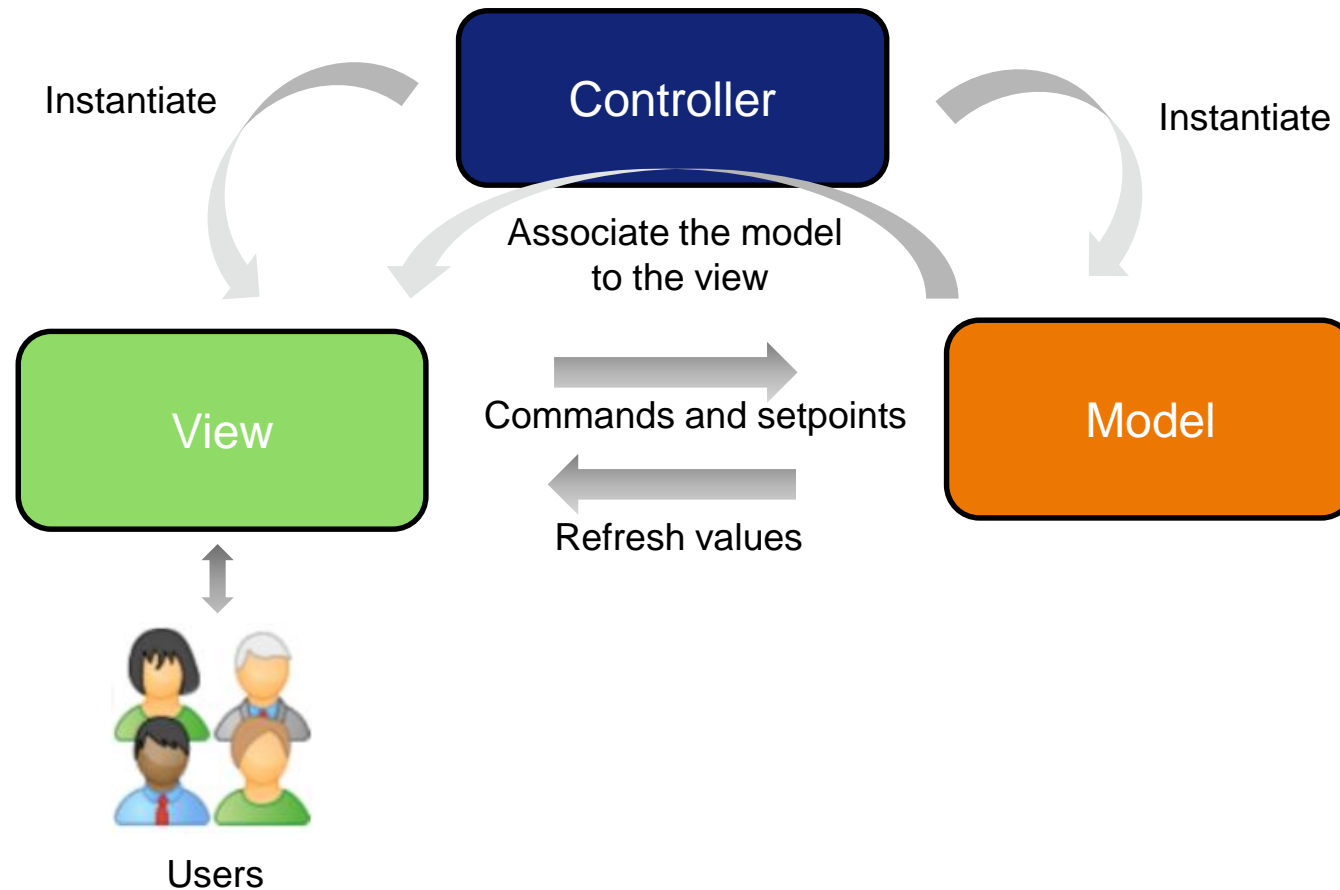 Instantiate
Controller
Instantiate
Associate the model
to the view
View
Commands and setpoints
Model
Refresh values
Users